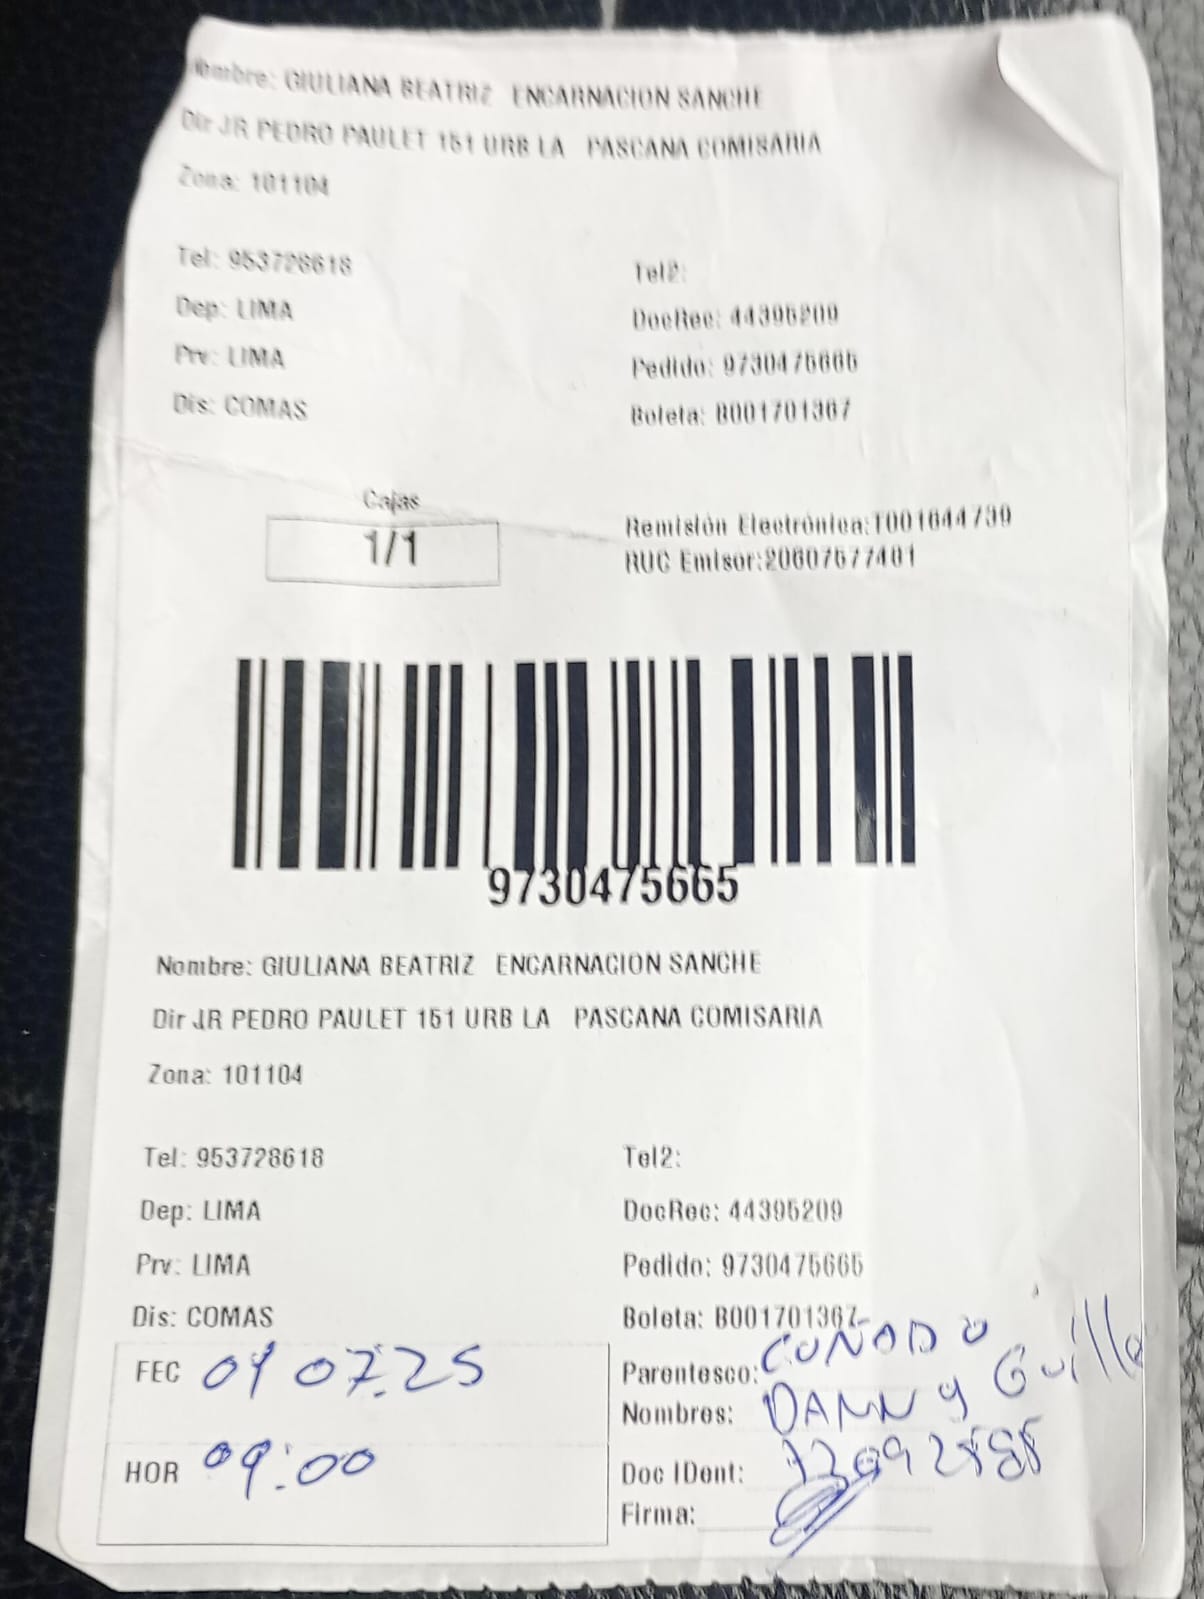 Nombre: GIULIANA BEATRIZ ENCARNACION SANCHE
Dir JR PEDRO PAULET 151 URB LA PASCANA COMISARIA
Zona: 101104
Tel: 953728618 Tel2:
Dep: LIMA DocRec: 44395209
Prv: LIMA Pedido: 9730475665
Dis: COMAS Boleta: B001701367
Cajas
1/1
Remisión Electrónica:T001644739
RUC Emisor:20607577401
9730475665
Nombre: GIULIANA BEATRIZ ENCARNACION SANCHE
Dir JR PEDRO PAULET 151 URB LA PASCANA COMISARIA
Zona: 101104
Tel: 953728618 Tel2:
Dep: LIMA DocRec: 44395209
Prv: LIMA Pedido: 9730475665
Dis: COMAS Boleta: B001701367
FEC 09 07.25 Parentesco: CUÑADO
Nombres: DANNY Guille
HOR 09:00 Doc IDent:
Firma: